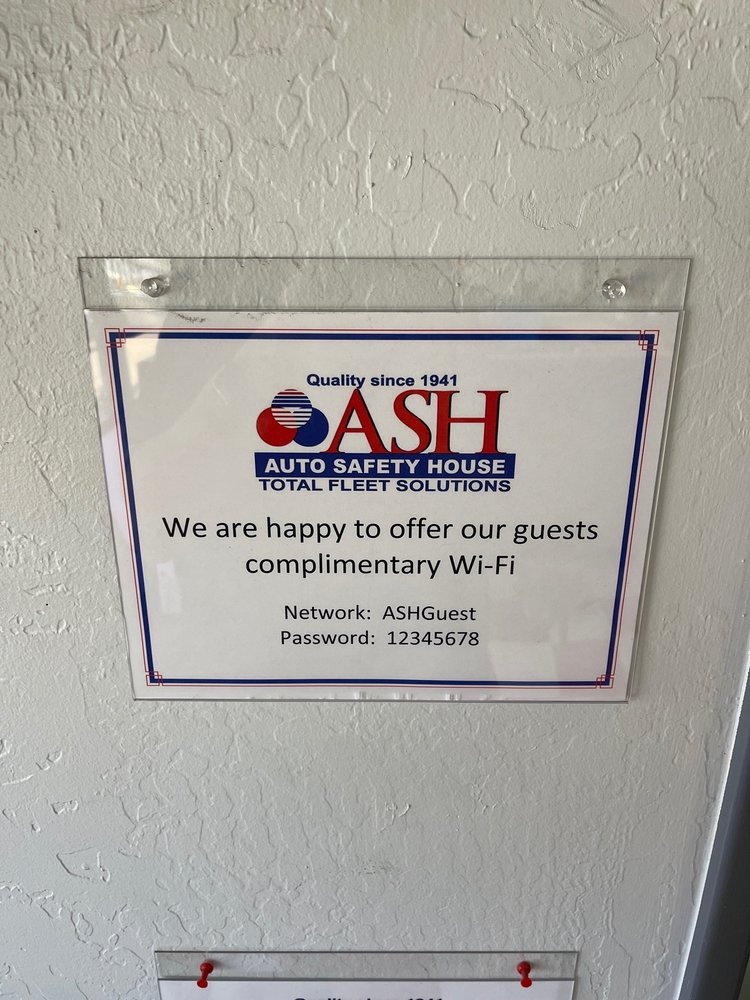 Quality since 1941
ASH
AUTO SAFETY HOUSE
TOTAL FLEET SOLUTIONS
We are happy to offer our guests
complimentary Wi-Fi
Network: ASHGuest
Password: 12345678